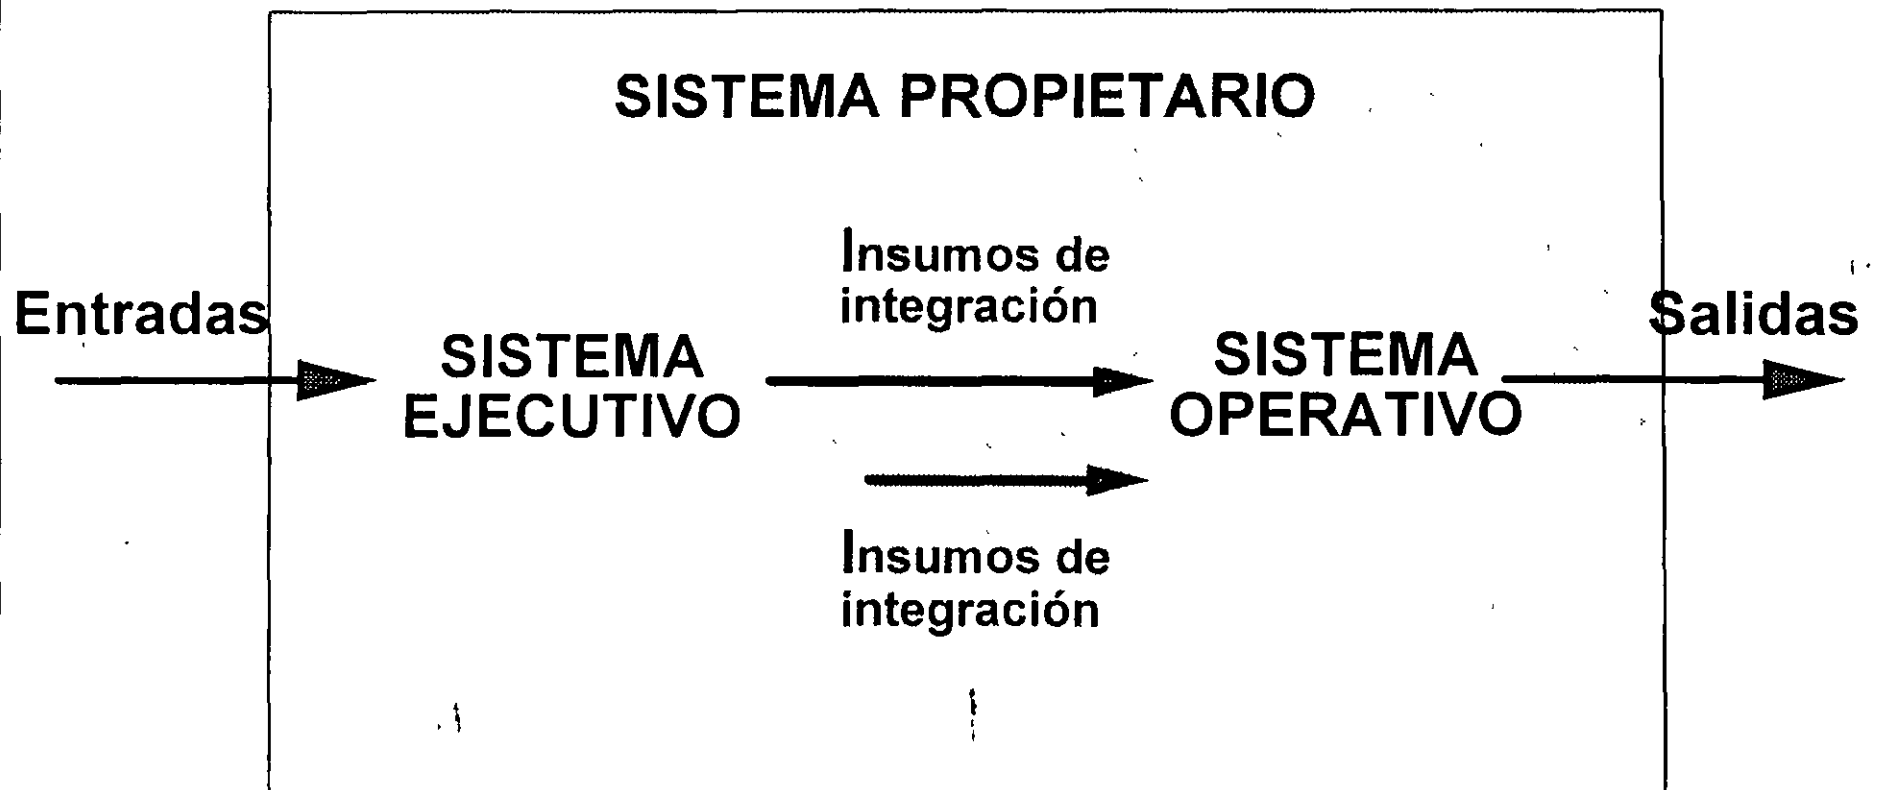 SISTEMA PROPIETARIO
Insumos de
integración
Entradas
Salidas
SISTEMA
EJECUTIVO
SISTEMA
OPERATIVO
Insumos de
integración